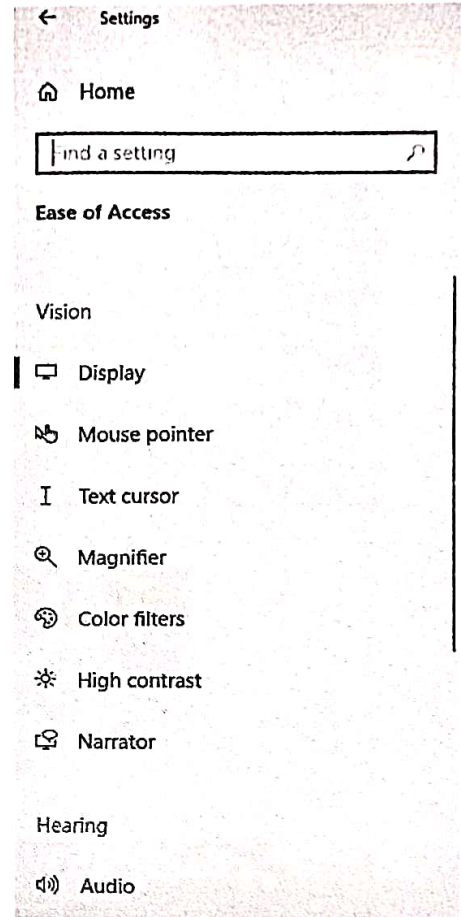 Settings
Home
Find a setting
Ease of Access
Vision
Display
Mouse pointer
Text cursor
Magnifier
Color filters
High contrast
Narrator
Hearing
Audio